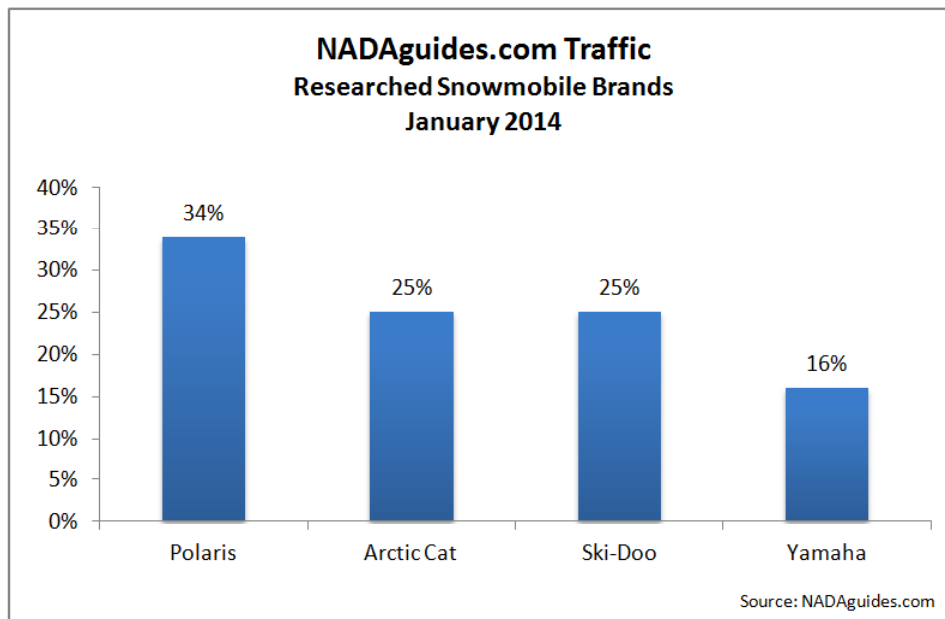 NADAguides.com Traffic
Researched Snowmobile Brands
January 2014
40%
35%
30%
25%
20%
15%
10%
5%
0%
34%
25%
25%
16%
Polaris
Arctic Cat
Ski-Doo
Yamaha
Source: NADAguides.com